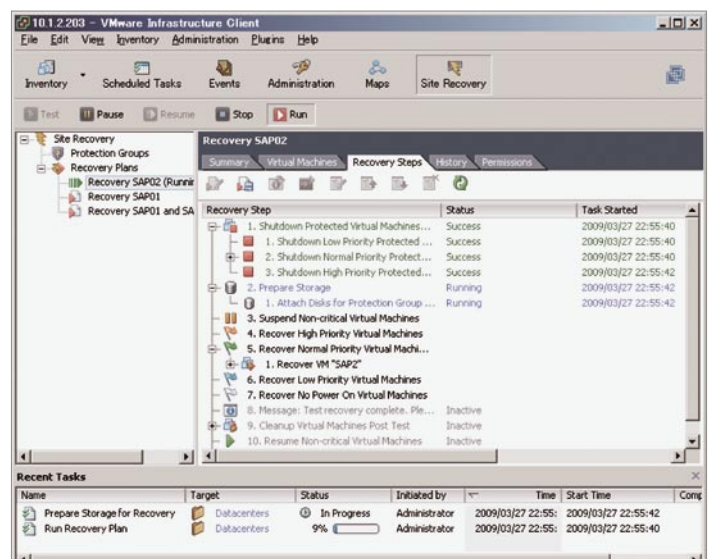 10.1.2.203 - VMware Infrastructure Client
File Edit View Inventory Administration Plugins Help
Inventory Scheduled Tasks Events Administration Maps Site Recovery
Test Pause Resume Stop Run
Site Recovery
Protection Groups
Recovery Plans
Recovery SAP02 (Runnir
Recovery SAP01
Recovery SAP01 and SA
Recovery SAP02
Summary Virtual Machines Recovery Steps History Permissions
Recovery Step Status Task Started
1. Shutdown Protected Virtual Machines... Success 2009/03/27 22:55:40
1. Shutdown Low Priority Protected ... Success 2009/03/27 22:55:40
2. Shutdown Normal Priority Protect... Success 2009/03/27 22:55:40
3. Shutdown High Priority Protected... Success 2009/03/27 22:55:42
2. Prepare Storage Running 2009/03/27 22:55:42
1. Attach Disks for Protection Group ... Running 2009/03/27 22:55:42
3. Suspend Non-critical Virtual Machines
4. Recover High Priority Virtual Machines
5. Recover Normal Priority Virtual Machi...
1. Recover VM "SAP2"
6. Recover Low Priority Virtual Machines
7. Recover No Power On Virtual Machines
8. Message: Test recovery complete. Ple... Inactive
9. Cleanup Virtual Machines Post Test Inactive
10. Resume Non-critical Virtual Machines Inactive
Recent Tasks
Name Target Status Initiated by Time Start Time Comp
Prepare Storage for Recovery Datacenters In Progress Administrator 2009/03/27 22:55: 2009/03/27 22:55:42
Run Recovery Plan Datacenters 9% Administrator 2009/03/27 22:55: 2009/03/27 22:55:40